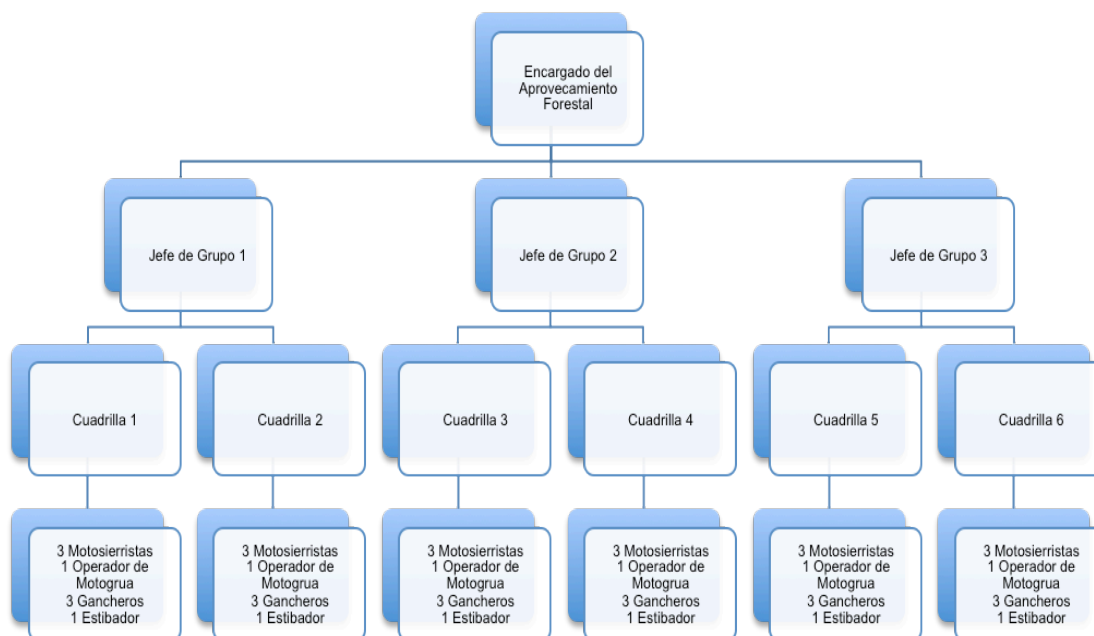 Encargado del
Aprovecamiento
Forestal
Jefe de Grupo 1
Jefe de Grupo 2
Jefe de Grupo 3
Cuadrilla 1
Cuadrilla 2
Cuadrilla 3
Cuadrilla 4
Cuadrilla 5
Cuadrilla 6
3 Motosierristas
1 Operador de
Motogrua
3 Gancheros
1 Estibador
3 Motosierristas
1 Operador de
Motogrua
3 Gancheros
1 Estibador
3 Motosierristas
1 Operador de
Motogrua
3 Gancheros
1 Estibador
3 Motosierristas
1 Operador de
Motogrua
3 Gancheros
1 Estibador
3 Motosierristas
1 Operador de
Motogrua
3 Gancheros
1 Estibador
3 Motosierristas
1 Operador de
Motogrua
3 Gancheros
1 Estibador